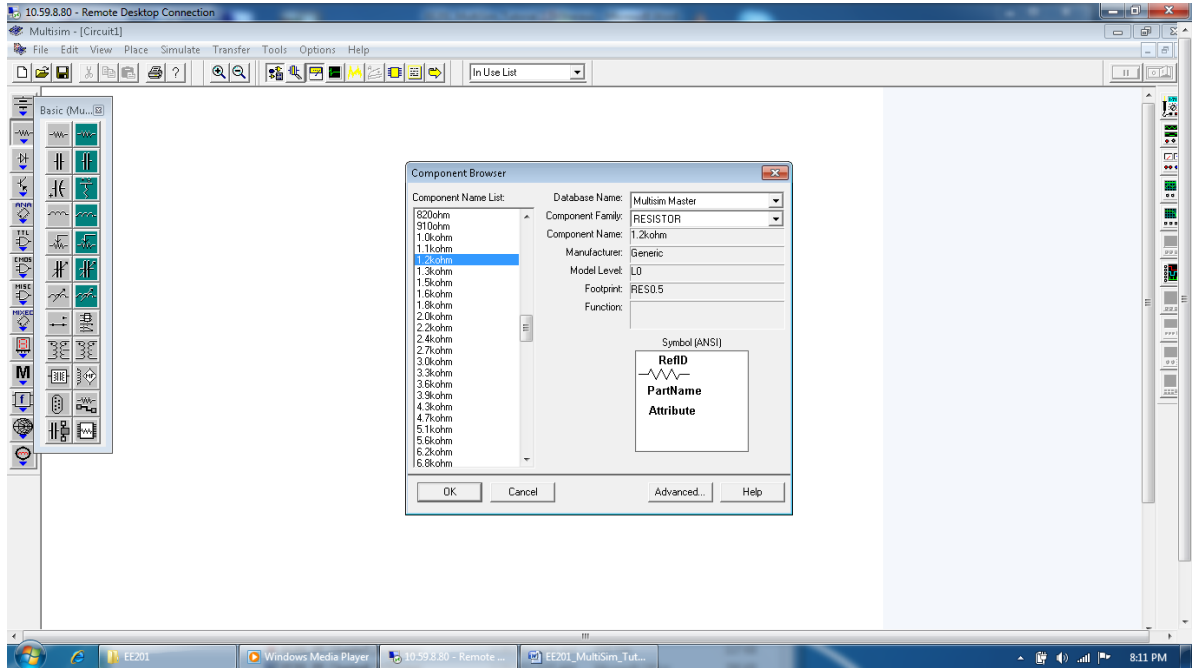 10.59.8.80 - Remote Desktop Connection
Multisim - [Circuit1]
File Edit View Place Simulate Transfer Tools Options Help
In Use List
Basic (Mu...
ANA
TTL
CMOS
MISC
MIXED
M
Component Browser
Component Name List:
820ohm
910ohm
1.0kohm
1.1kohm
1.2kohm
1.3kohm
1.5kohm
1.6kohm
1.8kohm
2.0kohm
2.2kohm
2.4kohm
2.7kohm
3.0kohm
3.3kohm
3.6kohm
3.9kohm
4.3kohm
4.7kohm
5.1kohm
5.6kohm
6.2kohm
6.8kohm
Database Name: Multisim Master
Component Family: RESISTOR
Component Name: 1.2kohm
Manufacturer: Generic
Model Level: L0
Footprint: RES0.5
Function:
Symbol (ANSI)
RefID
PartName
Attribute
OK Cancel Advanced... Help
EE201 Windows Media Player 10.59.8.80 - Remote ... EE201_MultiSim_Tut... 8:11 PM